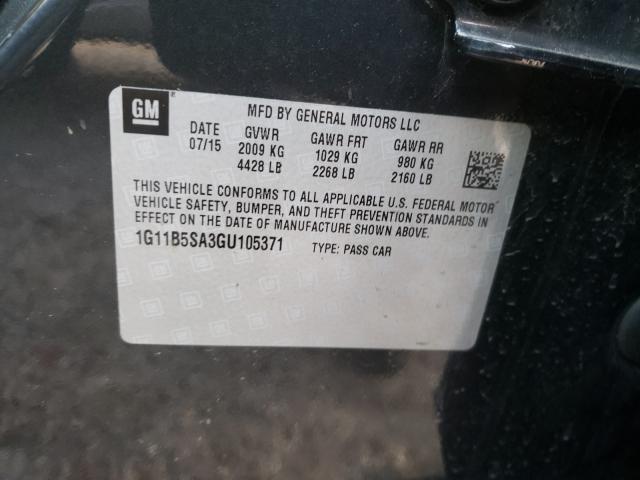 GM
MFD BY GENERAL MOTORS LLC
DATE GVWR GAWR FRT GAWR RR
07/15 2009 KG 1029 KG 980 KG
4428 LB 2268 LB 2160 LB
THIS VEHICLE CONFORMS TO ALL APPLICABLE U.S. FEDERAL MOTOR
VEHICLE SAFETY, BUMPER, AND THEFT PREVENTION STANDARDS IN
EFFECT ON THE DATE OF MANUFACTURE SHOWN ABOVE.
1G11B5SA3GU105371 TYPE: PASS CAR